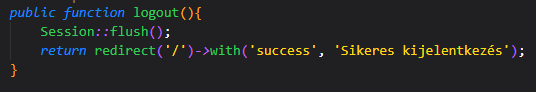 public function logout(){
    Session::flush();
    return redirect('/')->with('success', 'Sikeres kijelentkezés');
}